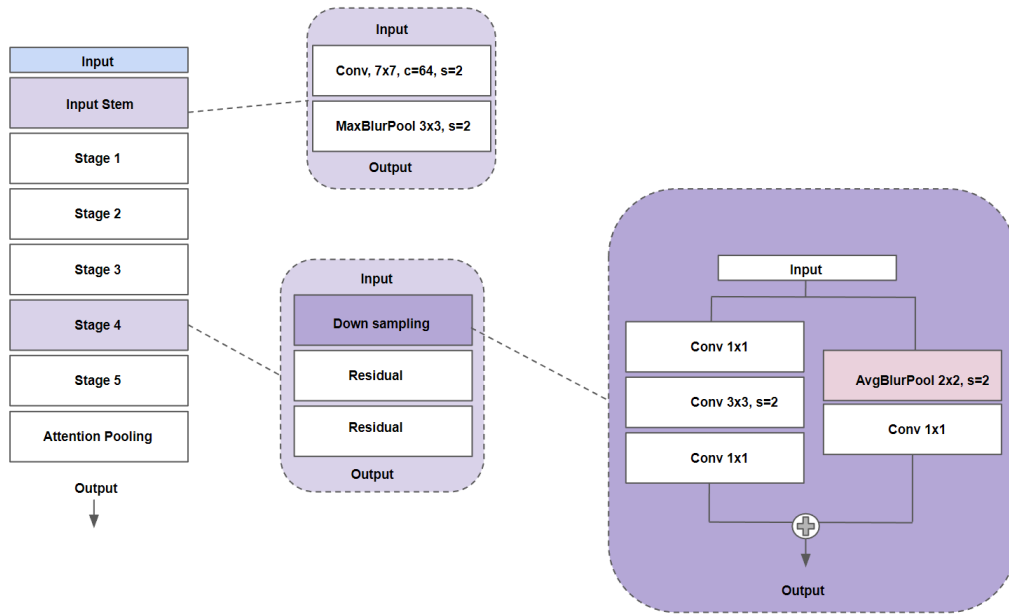 Input
Input Stem
Stage 1
Stage 2
Stage 3
Stage 4
Stage 5
Attention Pooling
Output
Input
Conv, 7x7, c=64, s=2
MaxBlurPool 3x3, s=2
Output
Input
Down sampling
Residual
Residual
Output
Input
Conv 1x1
Conv 3x3, s=2
Conv 1x1
AvgBlurPool 2x2, s=2
Conv 1x1
Output